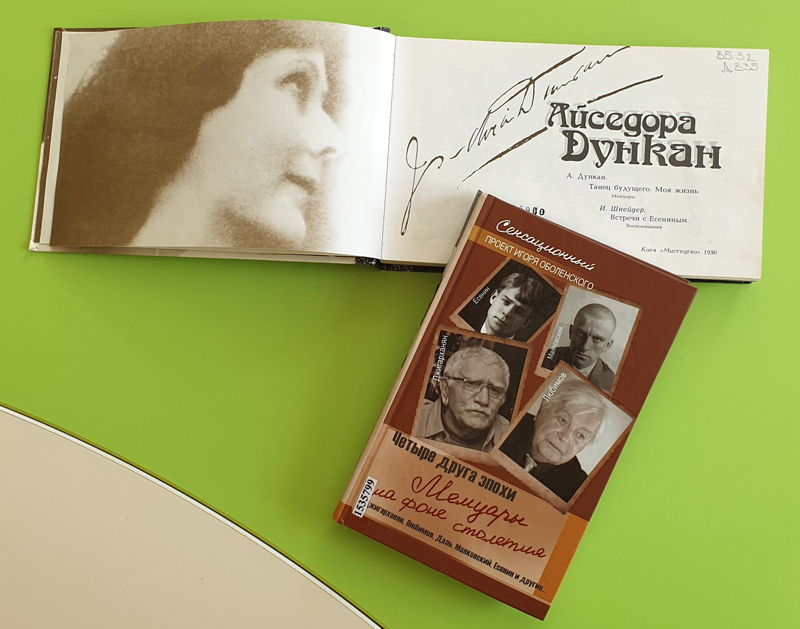 85.32
Д 835
Айседора
Дункан
А. Дункан.
Танец будущего. Моя жизнь
Мемуары
И. Шнейдер.
Встречи с Есениным.
Воспоминания
Киев «Мистецтво» 1990
Сенсационный
ПРОЕКТ ИГОРЯ ОБОЛЕНСКОГО
Есенин
Маяковский
Джигарханян
Любимов
Четыре друга эпохи
Мемуары
на фоне столетия
1535799
Джигарханян, Любимов, Даль, Маяковский, Есенин и другие...